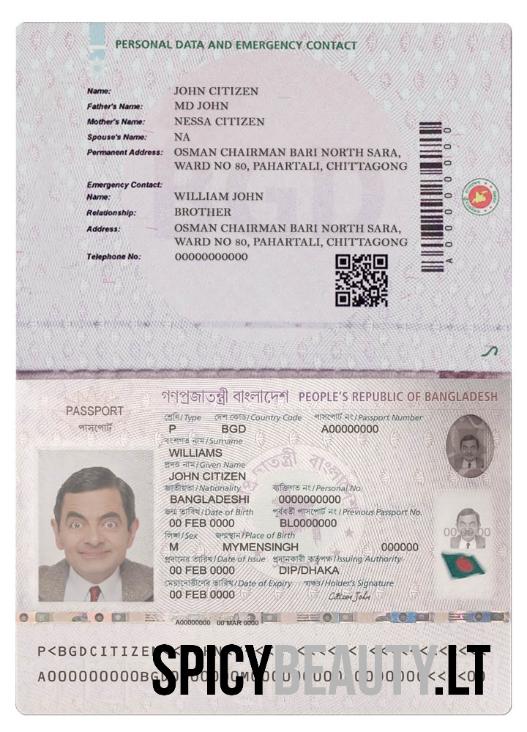 PERSONAL DATA AND EMERGENCY CONTACT
Name: JOHN CITIZEN
Father's Name: MD JOHN
Mother's Name: NESSA CITIZEN
Spouse's Name: NA
Permanent Address: OSMAN CHAIRMAN BARI NORTH SARA,
WARD NO 80, PAHARTALI, CHITTAGONG
Emergency Contact:
Name: WILLIAM JOHN
Relationship: BROTHER
Address: OSMAN CHAIRMAN BARI NORTH SARA,
WARD NO 80, PAHARTALI, CHITTAGONG
Telephone No: 00000000000
A00000000
BGD
গণপ্রজাতন্ত্রী বাংলাদেশ PEOPLE'S REPUBLIC OF BANGLADESH
PASSPORT
পাসপোর্ট
শ্রেণি/Type দেশ কোড/Country Code পাসপোর্ট নং/Passport Number
P BGD A00000000
বংশগত নাম/Surname
WILLIAMS
প্রদত্ত নাম/Given Name
JOHN CITIZEN
জাতীয়তা/Nationality ব্যক্তিগত নং/Personal No.
BANGLADESHI 0000000000
জন্ম তারিখ/Date of Birth পূর্ববর্তী পাসপোর্ট নং/Previous Passport No.
00 FEB 0000 BL0000000
লিঙ্গ/Sex জন্মস্থান/Place of Birth
M MYMENSINGH 000000
প্রদানের তারিখ/Date of Issue প্রদানকারী কর্তৃপক্ষ/Issuing Authority
00 FEB 0000 DIP/DHAKA
মেয়াদোত্তীর্ণের তারিখ/Date of Expiry স্বাক্ষর/Holder's Signature
00 FEB 0000 Citizen John
A00000000 00 MAR 0000
SPICYBEAUTY.LT